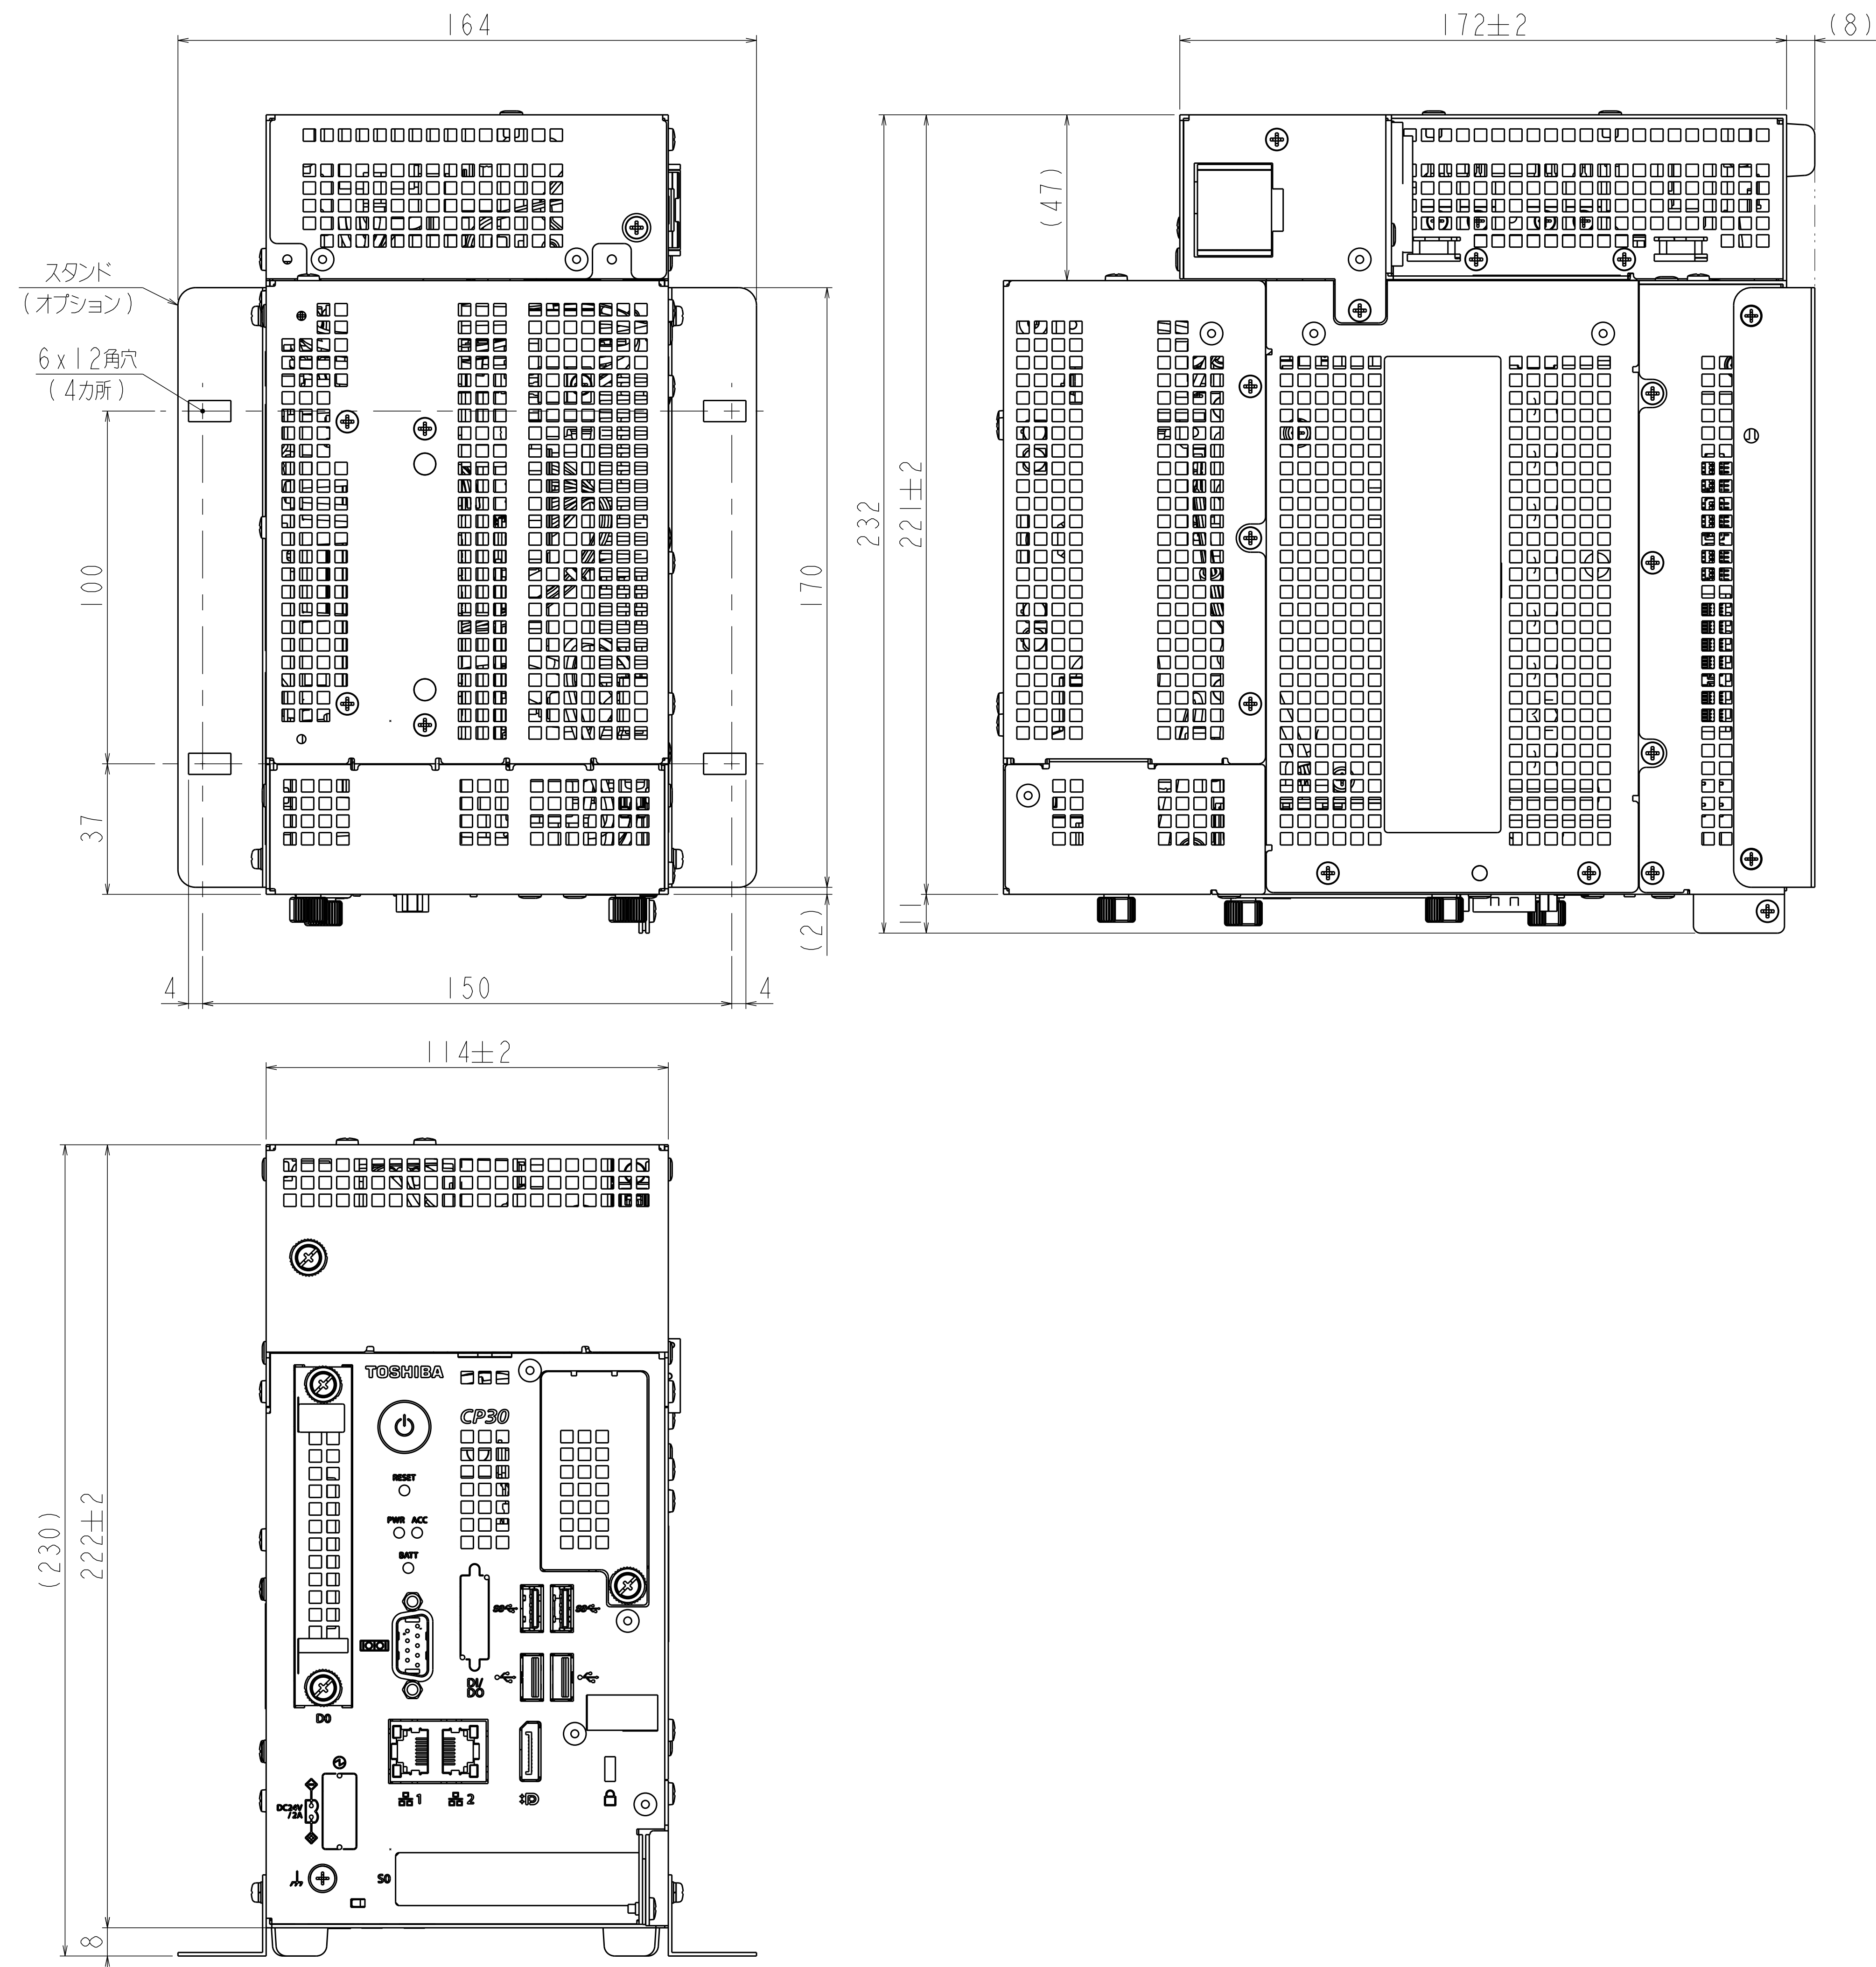 164
172±2
(8)
(47)
スタンド
(オプション)
6x12角穴
(4カ所)
100
170
232
221±2
37
(2)
11
4
150
4
114±2
(230)
222±2
8
TOSHIBA
CP30
RESET
PWR ACC
BATT
DI/
DO
D0
DC24V
/2A
1
2
S0